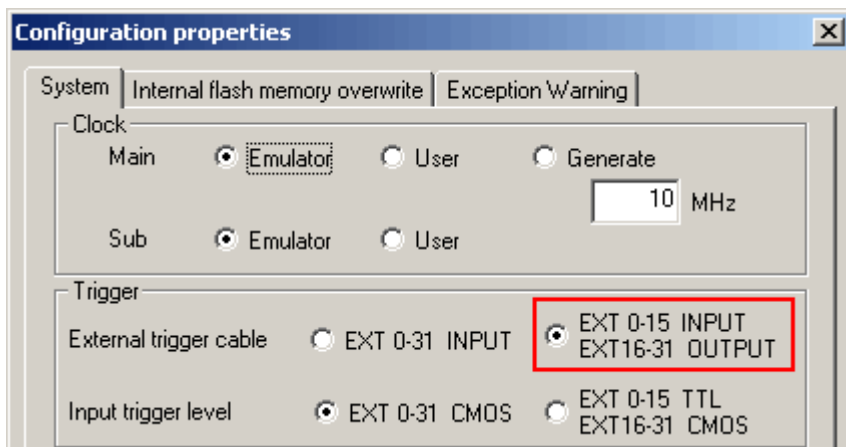 Configuration properties
System Internal flash memory overwrite Exception Warning
Clock
Main Emulator User Generate
10 MHz
Sub Emulator User
Trigger
External trigger cable EXT 0-31 INPUT EXT 0-15 INPUT
EXT16-31 OUTPUT
Input trigger level EXT 0-31 CMOS EXT 0-15 TTL
EXT16-31 CMOS